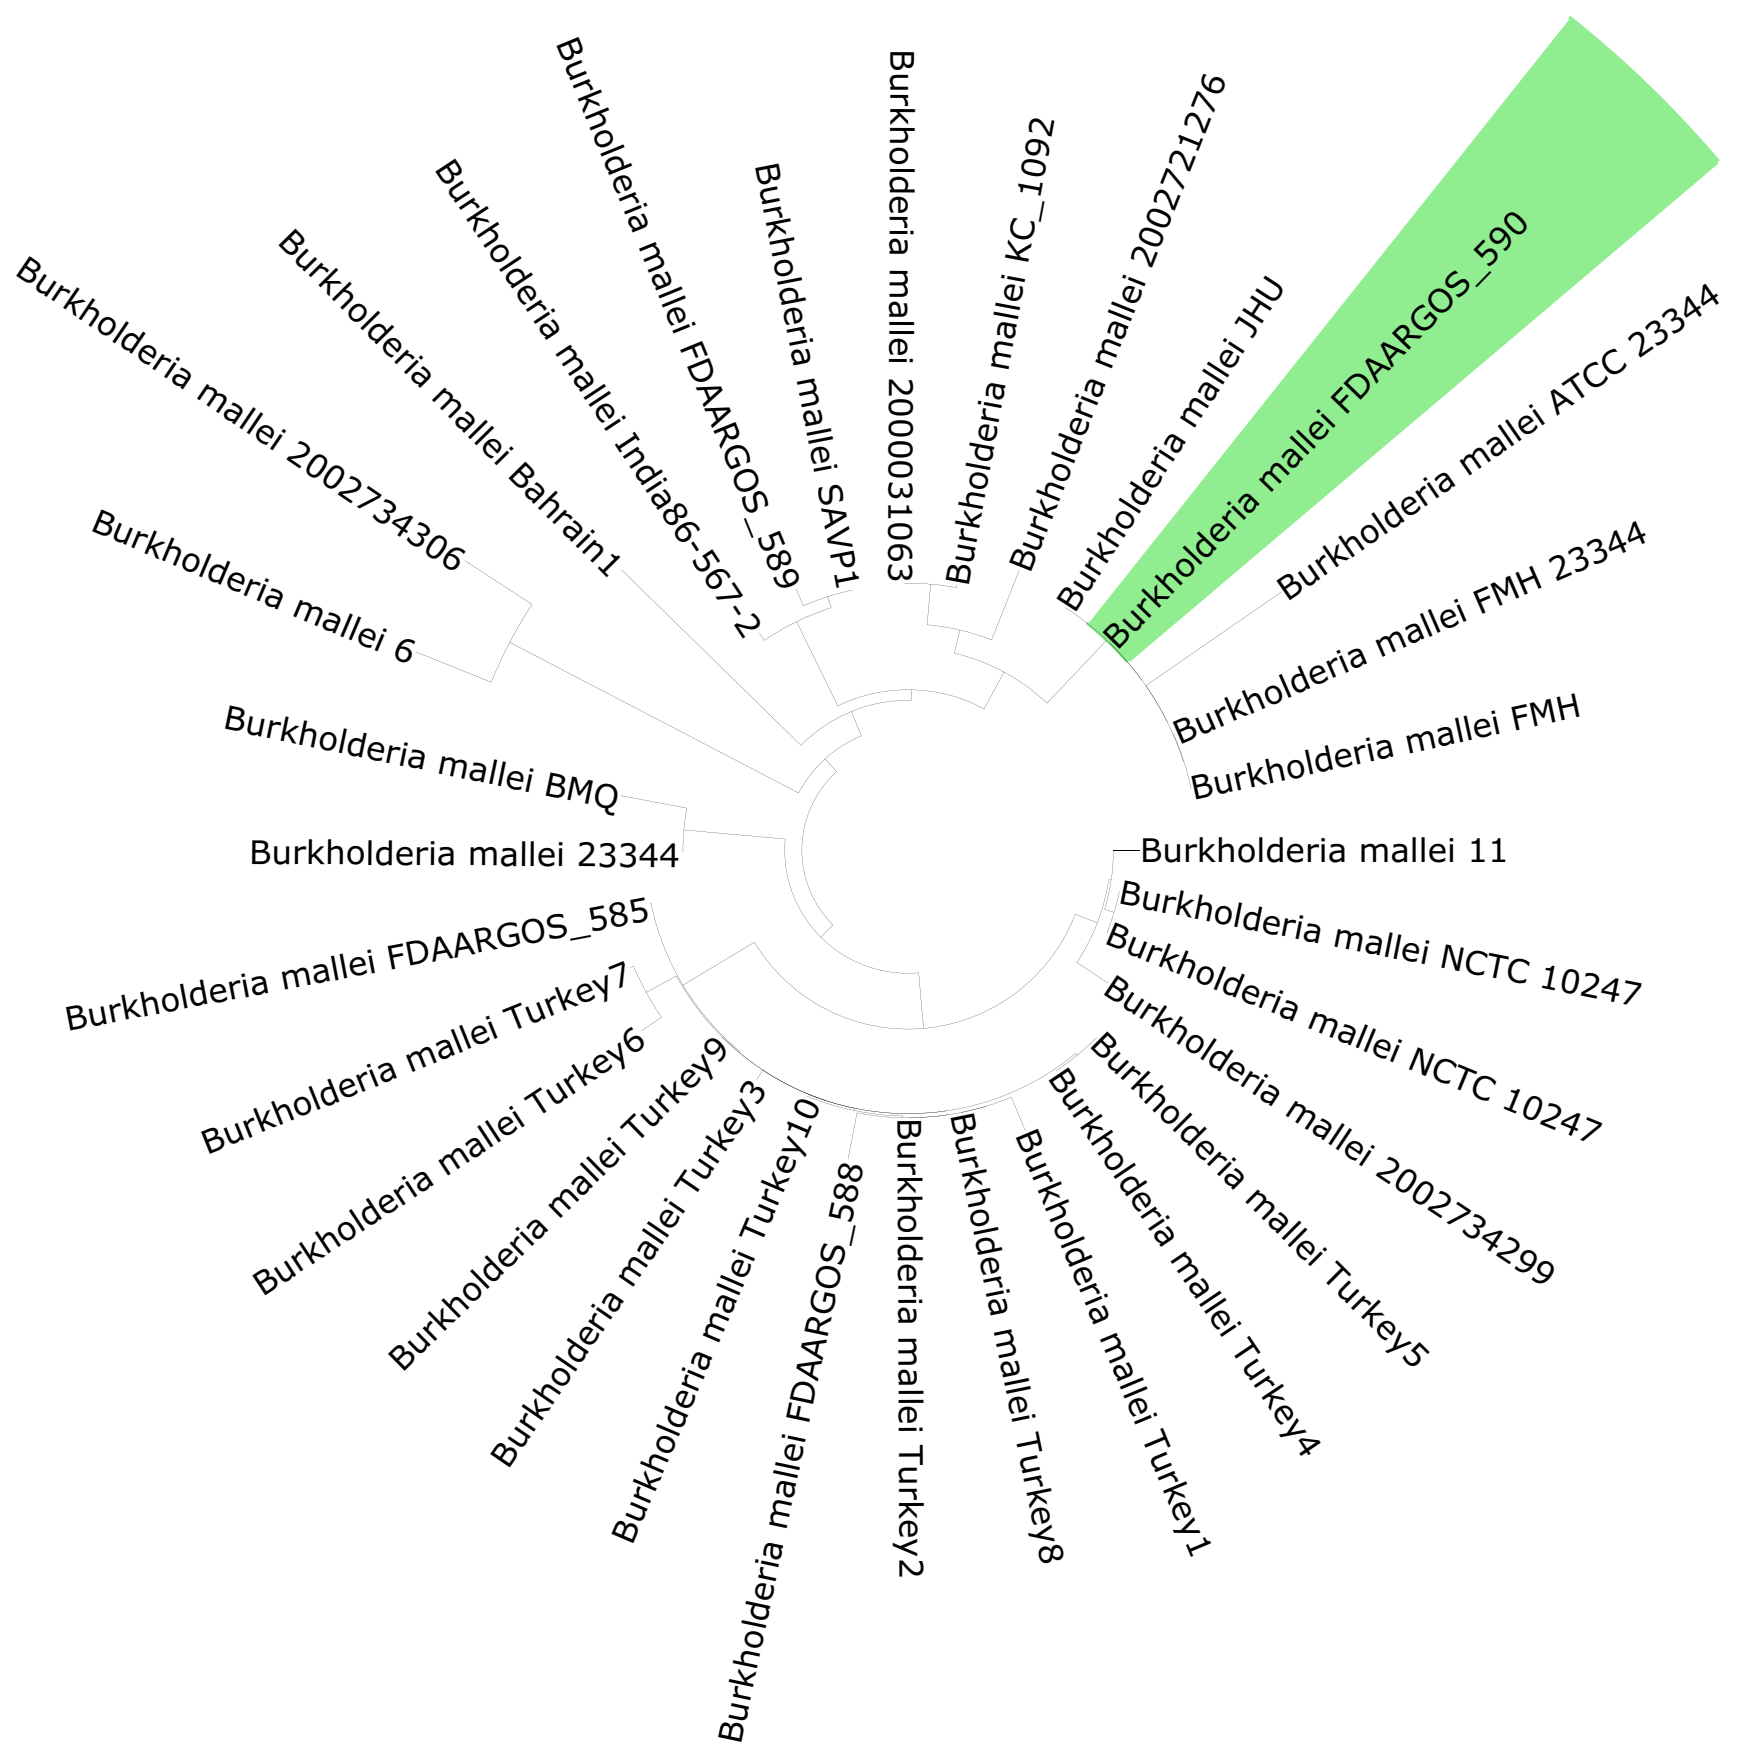 Burkholderia mallei 2000031063
Burkholderia mallei KC_1092
Burkholderia mallei 2002721276
Burkholderia mallei JHU
Burkholderia mallei FDAARGOS_590
Burkholderia mallei ATCC 23344
Burkholderia mallei FMH 23344
Burkholderia mallei FMH
Burkholderia mallei 11
Burkholderia mallei NCTC 10247
Burkholderia mallei NCTC 10247
Burkholderia mallei 2002734299
Burkholderia mallei Turkey5
Burkholderia mallei Turkey4
Burkholderia mallei Turkey1
Burkholderia mallei Turkey8
Burkholderia mallei Turkey2
Burkholderia mallei FDAARGOS_588
Burkholderia mallei Turkey10
Burkholderia mallei Turkey3
Burkholderia mallei Turkey9
Burkholderia mallei Turkey6
Burkholderia mallei Turkey7
Burkholderia mallei FDAARGOS_585
Burkholderia mallei 23344
Burkholderia mallei BMQ
Burkholderia mallei 6
Burkholderia mallei 2002734306
Burkholderia mallei Bahrain1
Burkholderia mallei India86-567-2
Burkholderia mallei FDAARGOS_589
Burkholderia mallei SAVP1